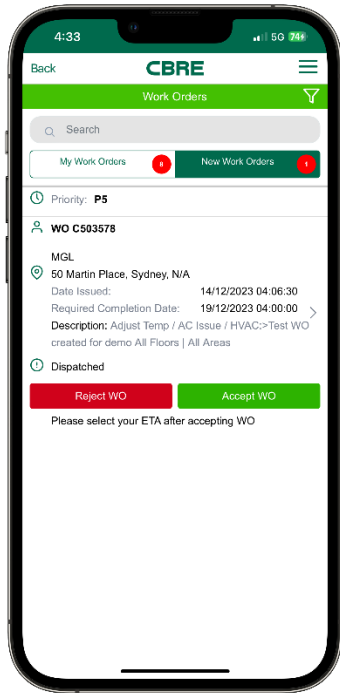 4:33 5G 74
Back CBRE
Work Orders
Search
My Work Orders 8 New Work Orders 1
Priority: P5
WO C503578
MGL
50 Martin Place, Sydney, N/A
Date Issued: 14/12/2023 04:06:30
Required Completion Date: 19/12/2023 04:00:00
Description: Adjust Temp / AC Issue / HVAC:>Test WO
created for demo All Floors | All Areas
Dispatched
Reject WO Accept WO
Please select your ETA after accepting WO